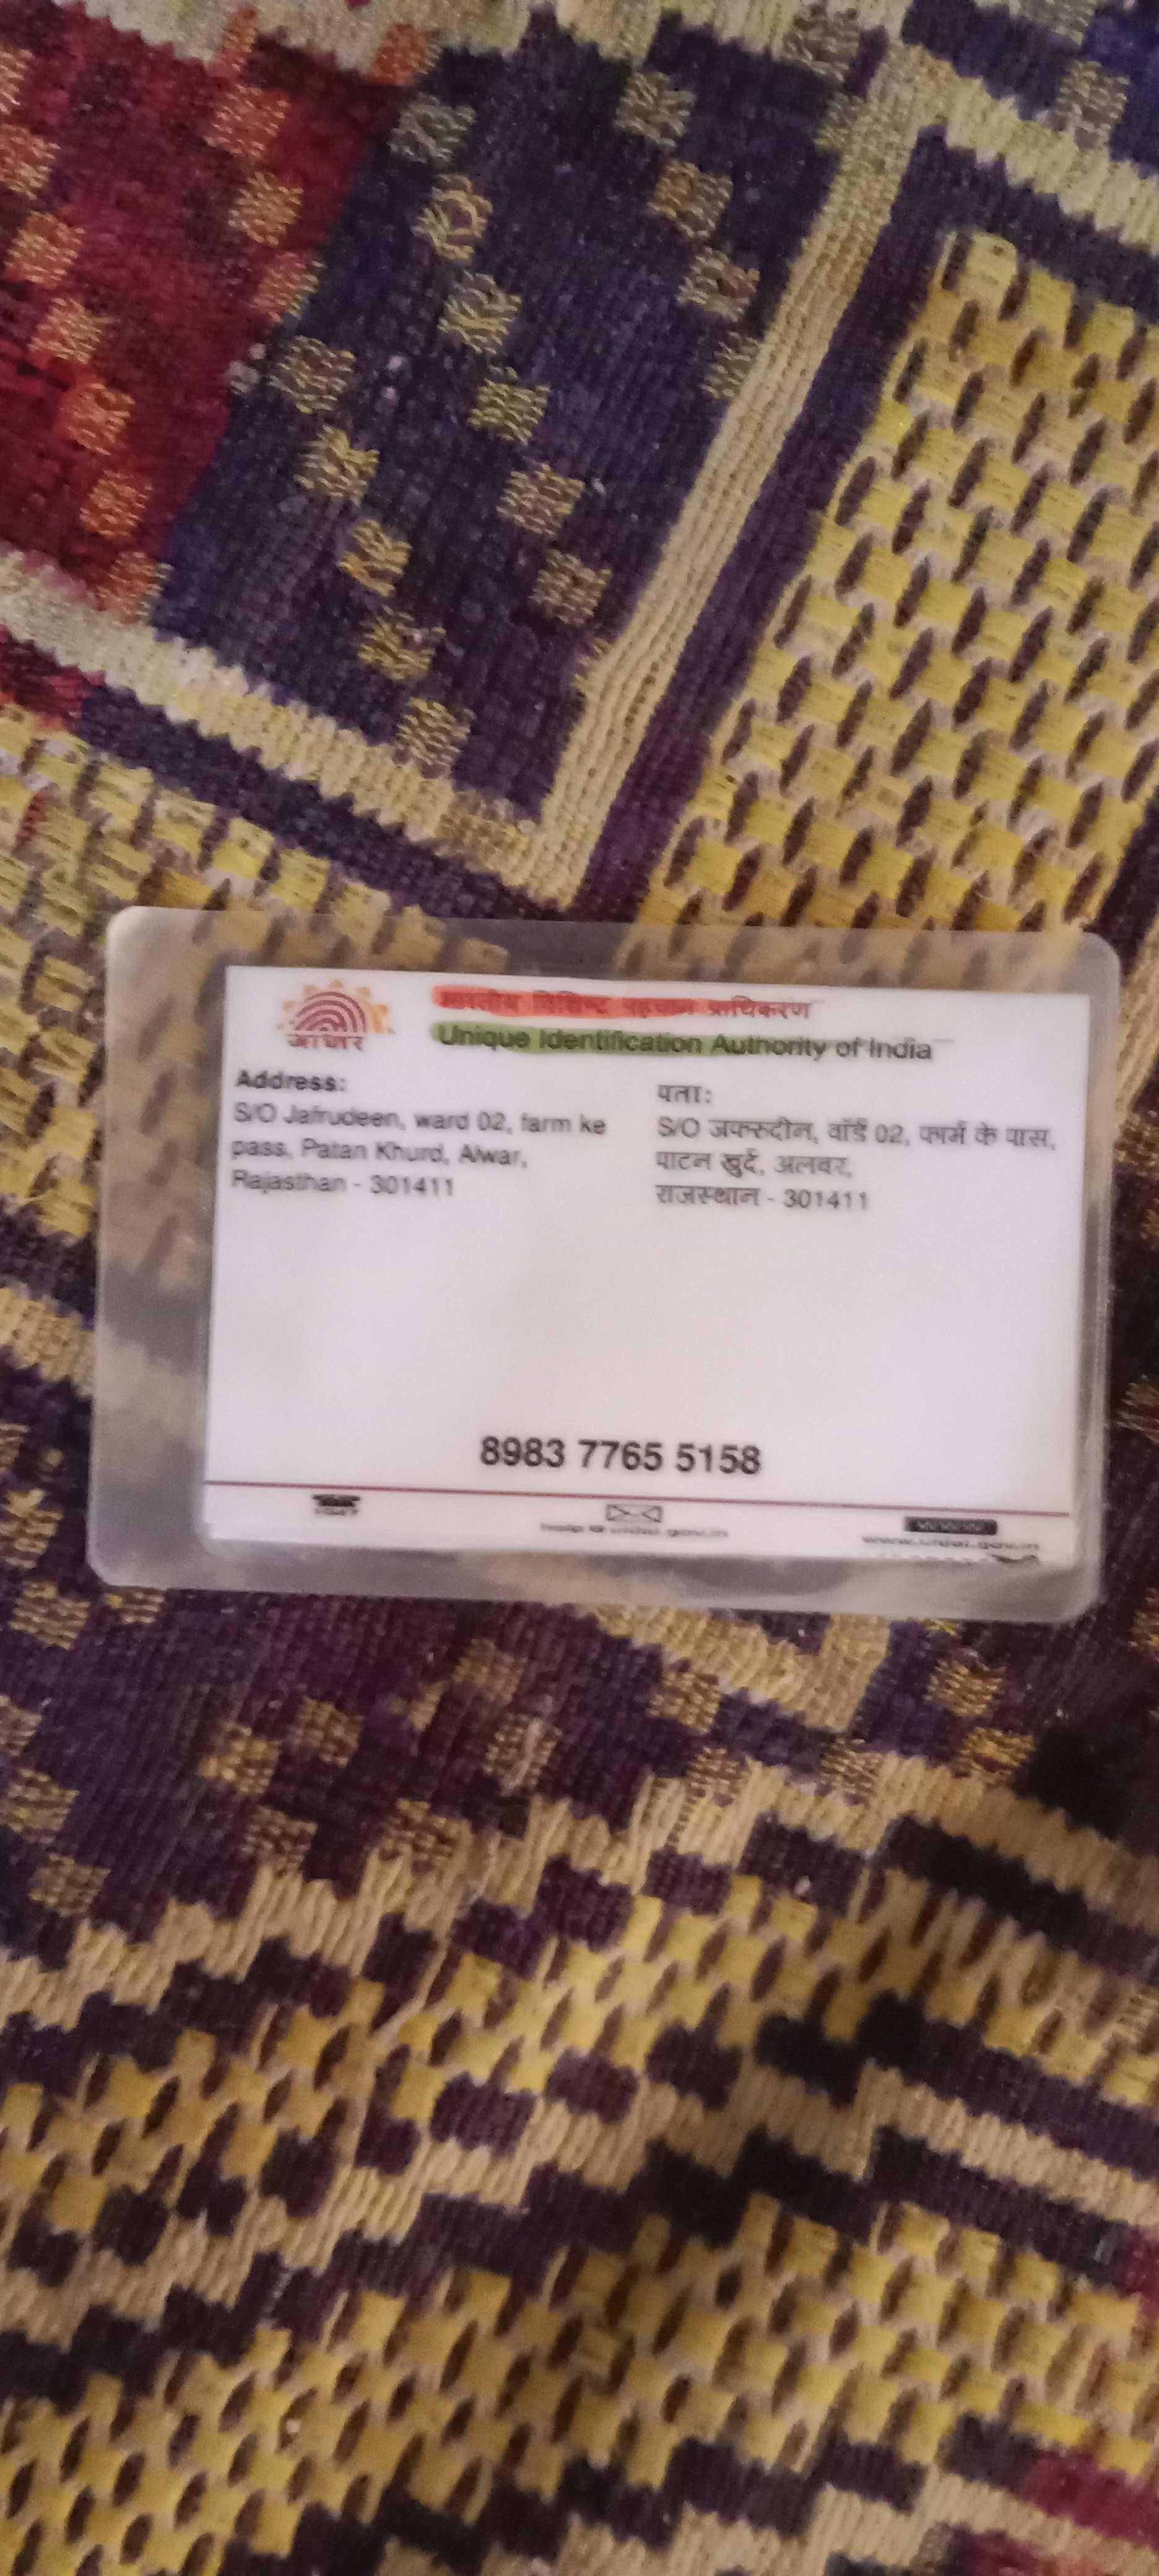 आधार
भारतीय विशिष्ट पहचान प्राधिकरण
Unique Identification Authority of India
Address:
S/O Jafrudeen, ward 02, farm ke
pass, Patan Khurd, Alwar,
Rajasthan - 301411
पता:
S/O जफरुदीन, वॉर्ड 02, फार्म के पास,
पाटन खुर्द, अलवर,
राजस्थान - 301411
8983 7765 5158
1947
help@uidai.gov.in
www
www.uidai.gov.in